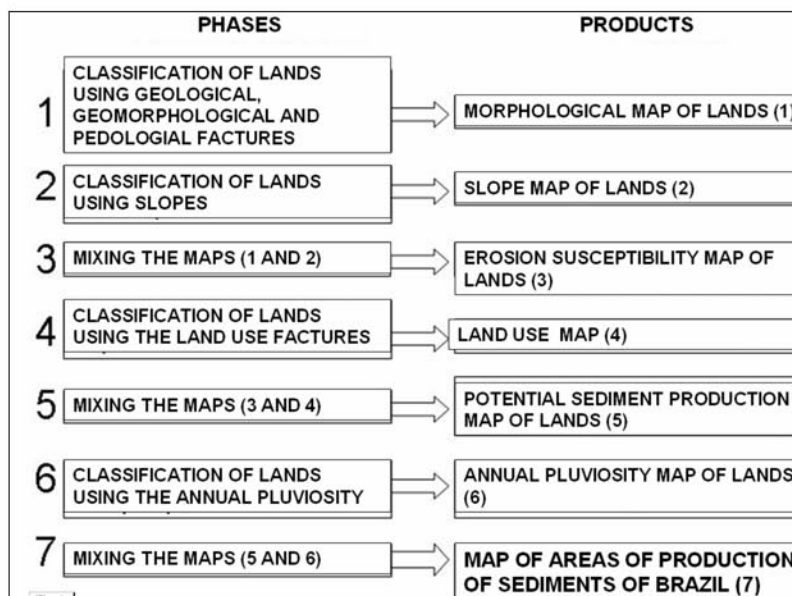 PHASES PRODUCTS
1
CLASSIFICATION OF LANDS
USING GEOLOGICAL,
GEOMORPHOLOGICAL AND
PEDOLOGIAL FACTURES
MORPHOLOGICAL MAP OF LANDS (1)
2
CLASSIFICATION OF LANDS
USING SLOPES
SLOPE MAP OF LANDS (2)
3
MIXING THE MAPS (1 AND 2)
EROSION SUSCEPTIBILITY MAP OF
LANDS (3)
4
CLASSIFICATION OF LANDS
USING THE LAND USE FACTURES
LAND USE MAP (4)
5
MIXING THE MAPS (3 AND 4)
POTENTIAL SEDIMENT PRODUCTION
MAP OF LANDS (5)
6
CLASSIFICATION OF LANDS
USING THE ANNUAL PLUVIOSITY
ANNUAL PLUVIOSITY MAP OF LANDS
(6)
7
MIXING THE MAPS (5 AND 6)
MAP OF AREAS OF PRODUCTION
OF SEDIMENTS OF BRAZIL (7)